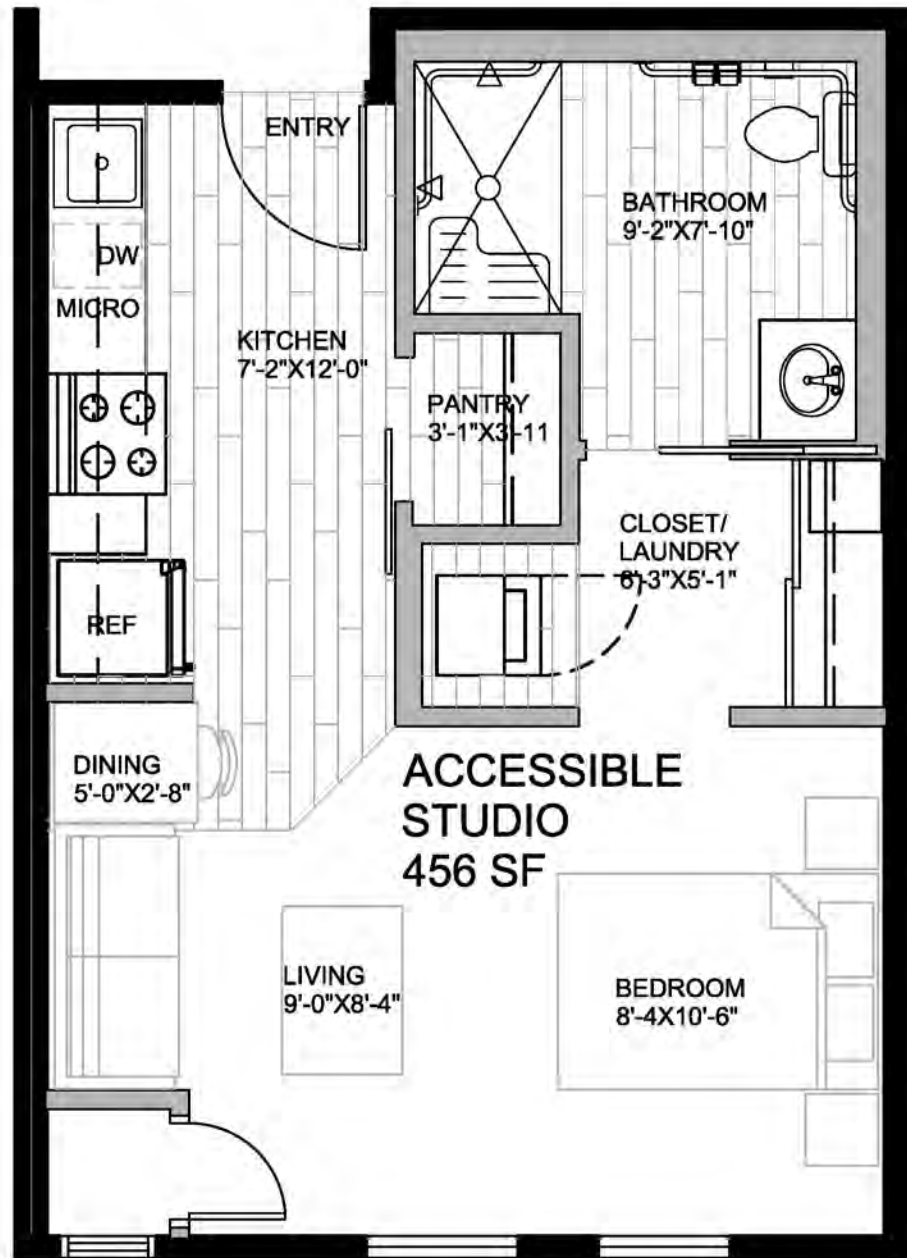 ENTRY
BATHROOM
9'-2"X7'-10"
DW
MICRO
KITCHEN
7'-2"X12'-0"
PANTRY
3'-1"X3'-11
CLOSET/
LAUNDRY
6'-3"X5'-1"
REF
DINING
5'-0"X2'-8"
ACCESSIBLE
STUDIO
456 SF
LIVING
9'-0"X8'-4"
BEDROOM
8'-4X10'-6"